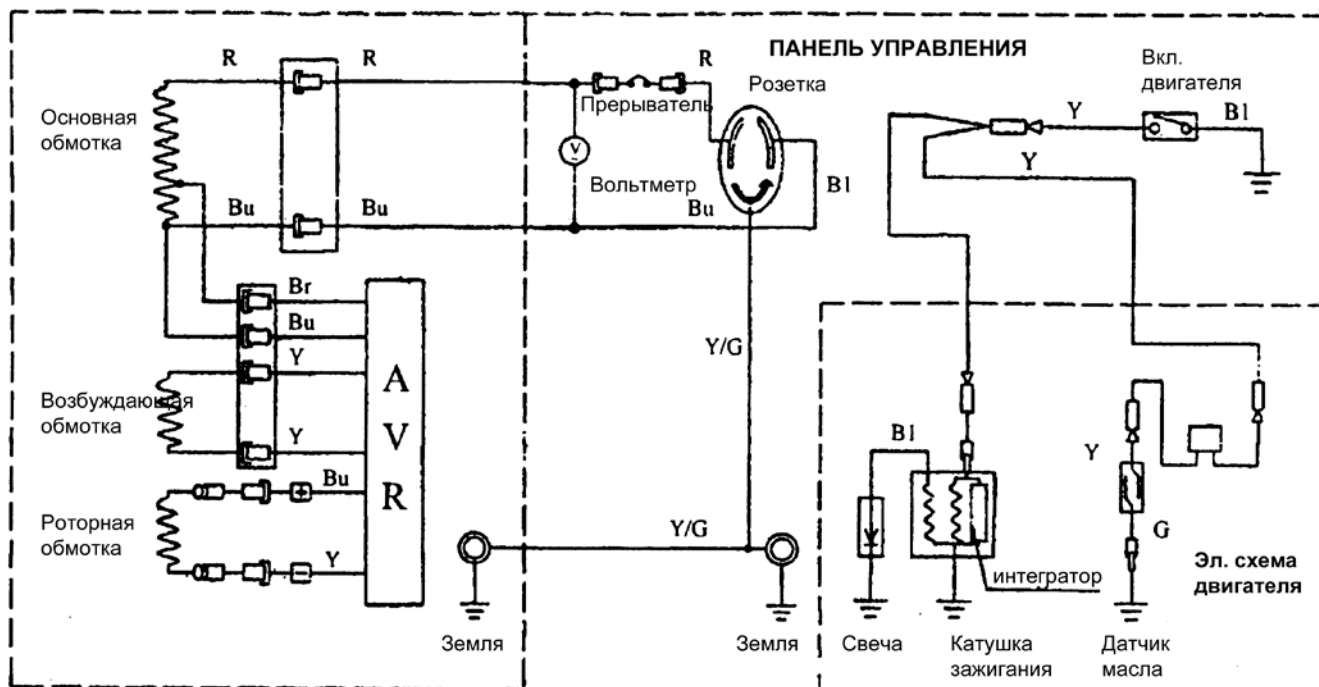 ПАНЕЛЬ УПРАВЛЕНИЯ
R
R
R
Прерыватель
Розетка
Вкл.
двигателя
Y
Bl
Y
Основная
обмотка
V
Вольтметр
Bl
Bu
Bu
Bu
Br
Bu
Y
Y
AVR
Возбуждающая
обмотка
Bu
Y
Роторная
обмотка
Y/G
Y/G
Земля
Земля
Bl
Y
G
интегратор
Эл. схема
двигателя
Свеча
Катушка
зажигания
Датчик
масла